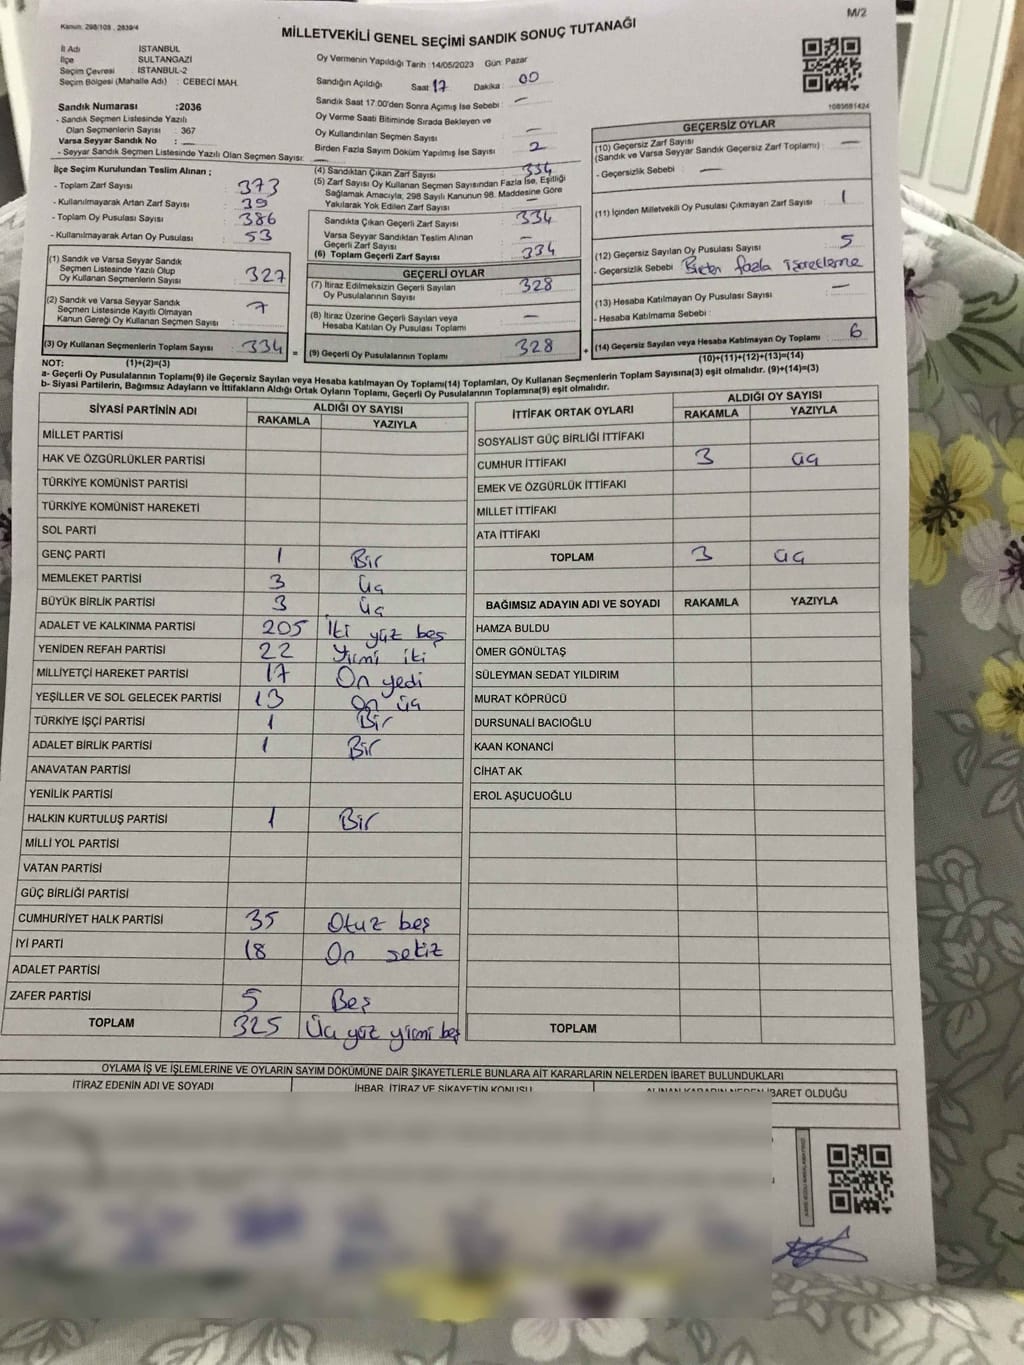 Kanun: 298/108 , 2839/4
M/2
MİLLETVEKİLİ GENEL SEÇİMİ SANDIK SONUÇ TUTANAĞI
İl Adı İSTANBUL
İlçe SULTANGAZİ
Seçim Çevresi : İSTANBUL-2
Seçim Bölgesi (Mahalle Adı) : CEBECİ MAH.
Sandık Numarası :2036
- Sandık Seçmen Listesinde Yazılı
Olan Seçmenlerin Sayısı : 367
Varsa Seyyar Sandık No : —
- Seyyar Sandık Seçmen Listesinde Yazılı Olan Seçmen Sayısı: —
Oy Vermenin Yapıldığı Tarih :14/05/2023 Gün: Pazar
Sandığın Açıldığı Saat 17 Dakika : 00
Sandık Saat 17:00'den Sonra Açımış İse Sebebi : —
Oy Verme Saati Bitiminde Sırada Bekleyen ve
Oy Kullandırılan Seçmen Sayısı —
Birden Fazla Sayım Döküm Yapılmış İse Sayısı 2
1083681424
İlçe Seçim Kurulundan Teslim Alınan ;
- Toplam Zarf Sayısı : 373
- Kullanılmayarak Artan Zarf Sayısı : 39
- Toplam Oy Pusulası Sayısı : 386
- Kullanılmayarak Artan Oy Pusulası : 53
(1) Sandık ve Varsa Seyyar Sandık
Seçmen Listesinde Yazılı Olup
Oy Kullanan Seçmenlerin Sayısı : 327
(2) Sandık ve Varsa Seyyar Sandık
Seçmen Listesinde Kayıtlı Olmayan
Kanun Gereği Oy Kullanan Seçmen Sayısı : 7
(3) Oy Kullanan Seçmenlerin Toplam Sayısı : 334
(4) Sandıktan Çıkan Zarf Sayısı : 334
(5) Zarf Sayısı Oy Kullanan Seçmen Sayısından Fazla İse, Eşitliği
Sağlamak Amacıyla, 298 Sayılı Kanunun 98. Maddesine Göre
Yakılarak Yok Edilen Zarf Sayısı : —
Sandıkta Çıkan Geçerli Zarf Sayısı : 334
Varsa Seyyar Sandıktan Teslim Alınan
Geçerli Zarf Sayısı : —
(6) Toplam Geçerli Zarf Sayısı : 334
GEÇERLİ OYLAR
(7) İtiraz Edilmeksizin Geçerli Sayılan
Oy Pusulalarının Sayısı : 328
(8) İtiraz Üzerine Geçerli Sayılan veya
Hesaba Katılan Oy Pusulası Toplamı : —
= (9) Geçerli Oy Pusulalarının Toplamı : 328
GEÇERSİZ OYLAR
(10) Geçersiz Zarf Sayısı
(Sandık ve Varsa Seyyar Sandık Geçersiz Zarf Toplamı) : —
- Geçersizlik Sebebi : —
(11) İçinden Milletvekili Oy Pusulası Çıkmayan Zarf Sayısı : 1
(12) Geçersiz Sayılan Oy Pusulası Sayısı : 5
- Geçersizlik Sebebi Birden fazla işaretleme
(13) Hesaba Katılmayan Oy Pusulası Sayısı : —
- Hesaba Katılmama Sebebi :
+ (14) Geçersiz Sayılan veya Hesaba Katılmayan Oy Toplamı : 6
NOT: (1)+(2)=(3)
(10)+(11)+(12)+(13)=(14)
a- Geçerli Oy Pusulalarının Toplamı(9) ile Geçersiz Sayılan veya Hesaba katılmayan Oy Toplamı(14) Toplamları, Oy Kullanan Seçmenlerin Toplam Sayısına(3) eşit olmalıdır. (9)+(14)=(3)
b- Siyasi Partilerin, Bağımsız Adayların ve İttifakların Aldığı Ortak Oyların Toplamı, Geçerli Oy Pusulalarının Toplamına(9) eşit olmalıdır.
SİYASİ PARTİNİN ADI ALDIĞI OY SAYISI
RAKAMLA YAZIYLA
MİLLET PARTİSİ
HAK VE ÖZGÜRLÜKLER PARTİSİ
TÜRKİYE KOMÜNİST PARTİSİ
TÜRKİYE KOMÜNİST HAREKETİ
SOL PARTİ
GENÇ PARTİ 1 Bir
MEMLEKET PARTİSİ 3 üç
BÜYÜK BİRLİK PARTİSİ 3 üç
ADALET VE KALKINMA PARTİSİ 205 İki yüz beş
YENİDEN REFAH PARTİSİ 22 Yirmi iki
MİLLİYETÇİ HAREKET PARTİSİ 17 On yedi
YEŞİLLER VE SOL GELECEK PARTİSİ 13 On üç
TÜRKİYE İŞÇİ PARTİSİ 1 Bir
ADALET BİRLİK PARTİSİ 1 Bir
ANAVATAN PARTİSİ
YENİLİK PARTİSİ
HALKIN KURTULUŞ PARTİSİ 1 Bir
MİLLİ YOL PARTİSİ
VATAN PARTİSİ
GÜÇ BİRLİĞİ PARTİSİ
CUMHURİYET HALK PARTİSİ 35 Otuz beş
İYİ PARTİ 18 On sekiz
ADALET PARTİSİ
ZAFER PARTİSİ 5 Beş
TOPLAM 325 Üç yüz yirmi beş
İTTİFAK ORTAK OYLARI ALDIĞI OY SAYISI
RAKAMLA YAZIYLA
SOSYALİST GÜÇ BİRLİĞİ İTTİFAKI
CUMHUR İTTİFAKI 3 üç
EMEK VE ÖZGÜRLÜK İTTİFAKI
MİLLET İTTİFAKI
ATA İTTİFAKI
TOPLAM 3 üç
BAĞIMSIZ ADAYIN ADI VE SOYADI RAKAMLA YAZIYLA
HAMZA BULDU
ÖMER GÖNÜLTAŞ
SÜLEYMAN SEDAT YILDIRIM
MURAT KÖPRÜCÜ
DURSUNALİ BACIOĞLU
KAAN KONANCİ
CİHAT AK
EROL AŞUCUOĞLU
TOPLAM
OYLAMA İŞ VE İŞLEMLERİNE VE OYLARIN SAYIM DÖKÜMÜNE DAİR ŞİKAYETLERLE BUNLARA AİT KARARLARIN NELERDEN İBARET BULUNDUKLARI
İTİRAZ EDENİN ADI VE SOYADI İHBAR, İTİRAZ VE ŞİKAYETİN KONUSU ALINAN KARARIN NEDEN İBARET OLDUĞU